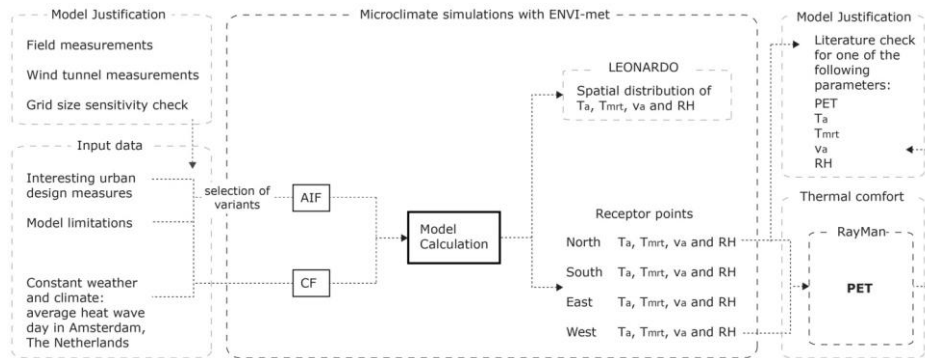 Model Justification
Field measurements
Wind tunnel measurements
Grid size sensitivity check
Input data
Interesting urban
design measures
Model limitations
Constant weather
and climate:
average heat wave
day in Amsterdam,
The Netherlands
selection of
variants
Microclimate simulations with ENVI-met
AIF
CF
Model
Calculation
LEONARDO
Spatial distribution of
Ta, Tmrt, va and RH
Receptor points
North Ta, Tmrt, va and RH
South Ta, Tmrt, va and RH
East Ta, Tmrt, va and RH
West Ta, Tmrt, va and RH
Model Justification
Literature check
for one of the
following
parameters:
PET
Ta
Tmrt
va
RH
Thermal comfort
RayMan
PET